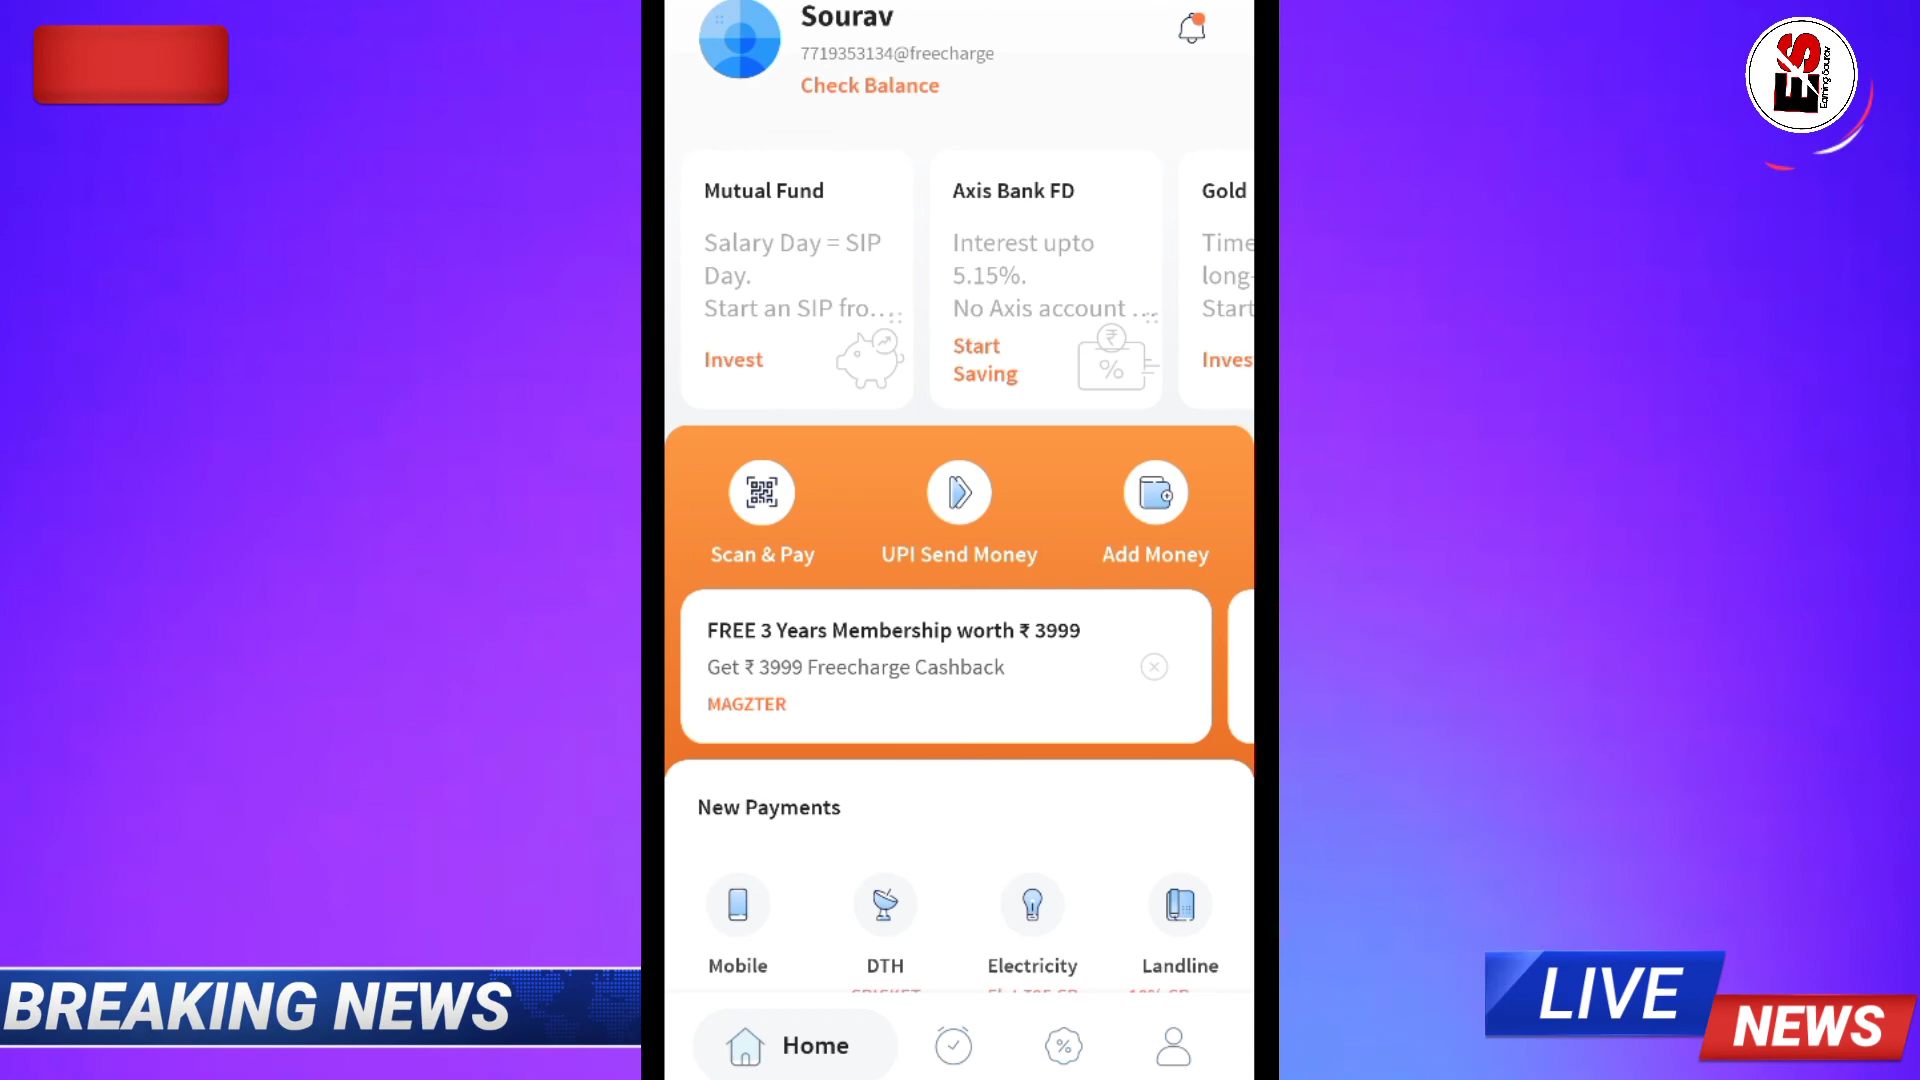 Sourav
7719353134@freecharge
Check Balance
ES
Earning Sourav
Mutual Fund
Salary Day = SIP
Day.
Start an SIP fro...
Invest
Axis Bank FD
Interest upto
5.15%.
No Axis account ...
Start
Saving
Gold
Time
long-
Start
Inves
Scan & Pay
UPI Send Money
Add Money
FREE 3 Years Membership worth ₹ 3999
Get ₹ 3999 Freecharge Cashback
MAGZTER
New Payments
Mobile
DTH
Electricity
Landline
Home
BREAKING NEWS
LIVE
NEWS